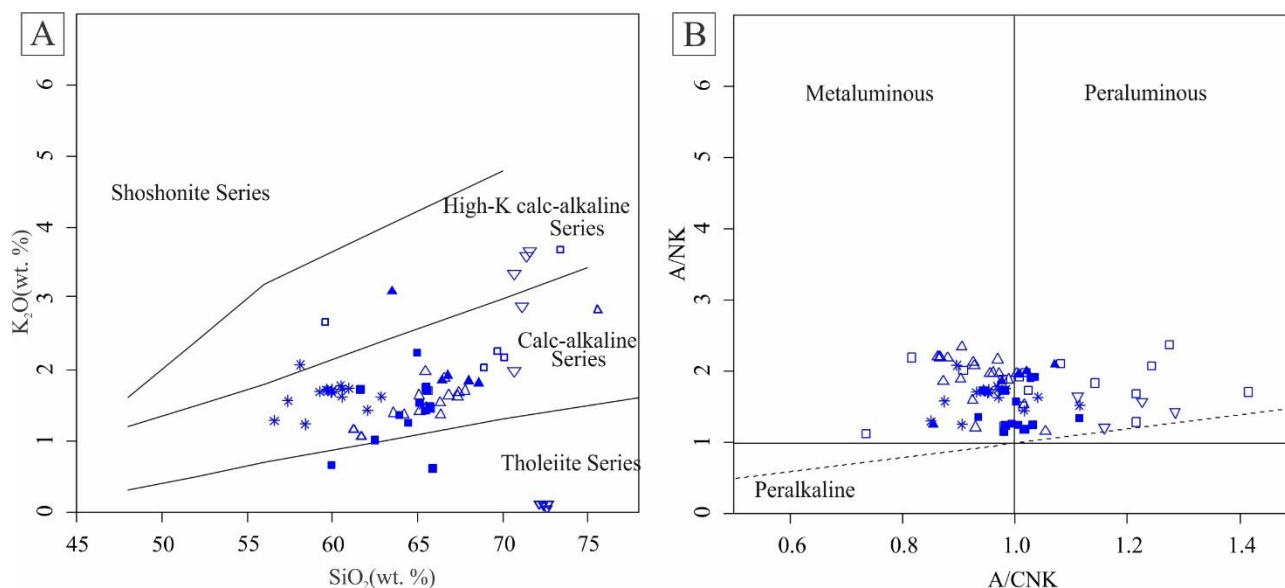 A
6
5
4
3
2
1
0
K₂O(wt. %)
Shoshonite Series
High-K calc-alkaline
Series
Calc-alkaline
Series
Tholeiite Series
45
50
55
60
65
70
75
SiO₂(wt. %)
B
7
6
5
4
3
2
1
0
A/NK
Metaluminous
Peraluminous
Peralkaline
0.6
0.8
1.0
1.2
1.4
A/CNK